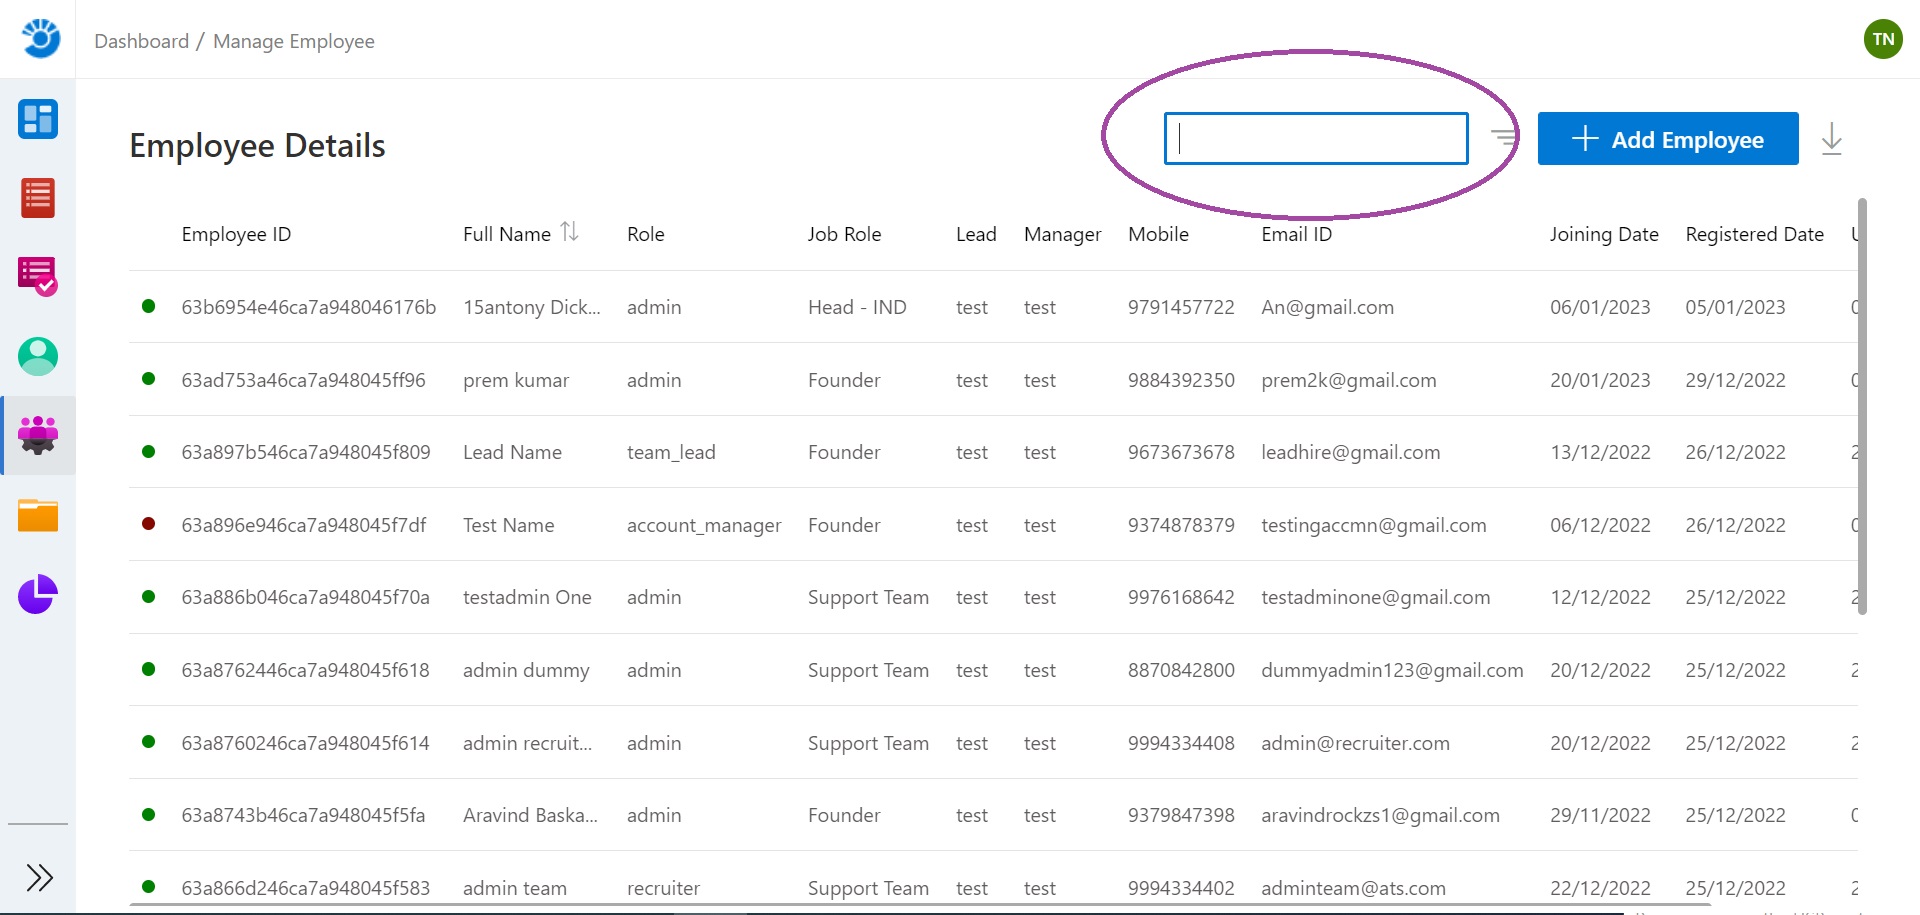 Dashboard / Manage Employee
TN
Employee Details
Add Employee
Employee ID Full Name Role Job Role Lead Manager Mobile Email ID Joining Date Registered Date
63b6954e46ca7a948046176b 15antony Dick... admin Head - IND test test 9791457722 An@gmail.com 06/01/2023 05/01/2023
63ad753a46ca7a948045ff96 prem kumar admin Founder test test 9884392350 prem2k@gmail.com 20/01/2023 29/12/2022
63a897b546ca7a948045f809 Lead Name team_lead Founder test test 9673673678 leadhire@gmail.com 13/12/2022 26/12/2022
63a896e946ca7a948045f7df Test Name account_manager Founder test test 9374878379 testingaccmn@gmail.com 06/12/2022 26/12/2022
63a886b046ca7a948045f70a testadmin One admin Support Team test test 9976168642 testadminone@gmail.com 12/12/2022 25/12/2022
63a8762446ca7a948045f618 admin dummy admin Support Team test test 8870842800 dummyadmin123@gmail.com 20/12/2022 25/12/2022
63a8760246ca7a948045f614 admin recruit... admin Support Team test test 9994334408 admin@recruiter.com 20/12/2022 25/12/2022
63a8743b46ca7a948045f5fa Aravind Baska... admin Founder test test 9379847398 aravindrockzs1@gmail.com 29/11/2022 25/12/2022
63a866d246ca7a948045f583 admin team recruiter Support Team test test 9994334402 adminteam@ats.com 22/12/2022 25/12/2022